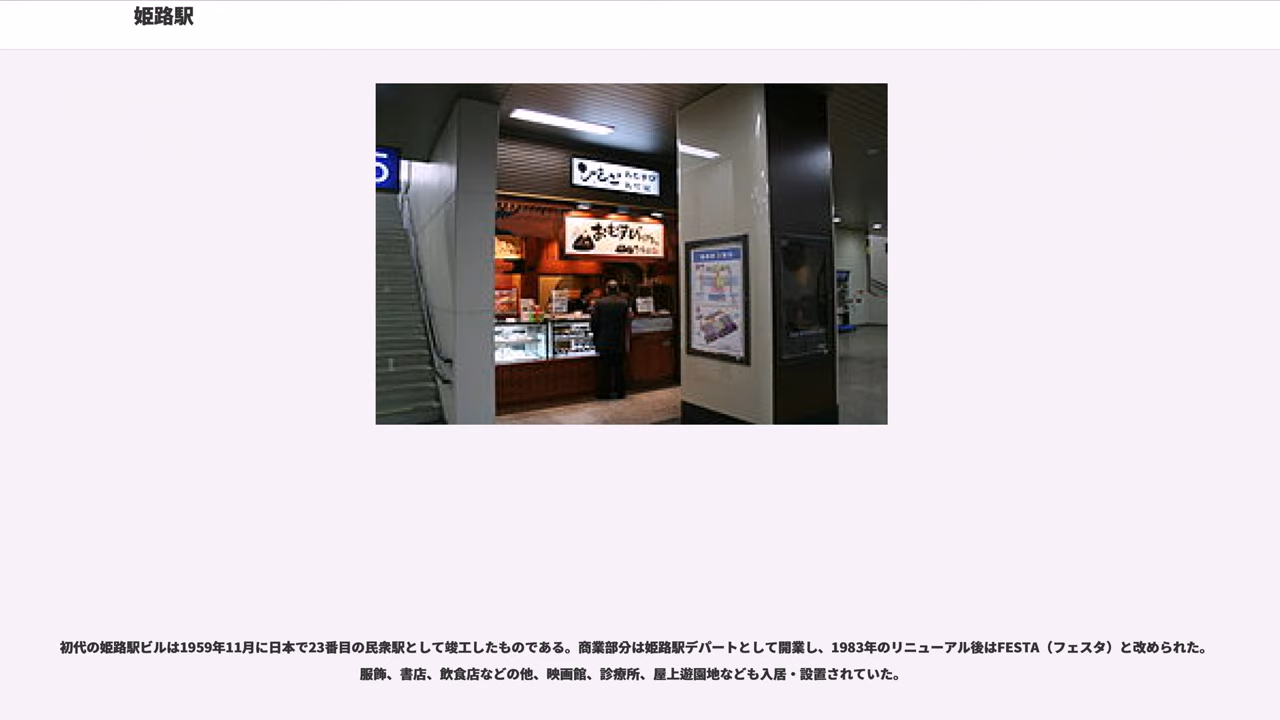 姫路駅
5
おむすび
初代の姫路駅ビルは1959年11月に日本で23番目の民衆駅として竣工したものである。商業部分は姫路駅デパートとして開業し、1983年のリニューアル後はFESTA（フェスタ）と改められた。
服飾、書店、飲食店などの他、映画館、診療所、屋上遊園地なども入居・設置されていた。